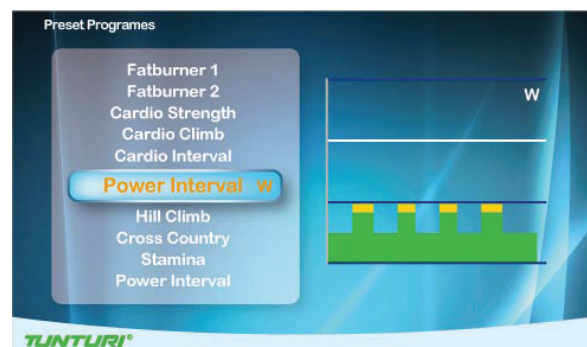 Preset Programes
Fatburner 1
Fatburner 2
Cardio Strength
Cardio Climb
Cardio Interval
Power Interval W
Hill Climb
Cross Country
Stamina
Power Interval
W
TUNTURI®